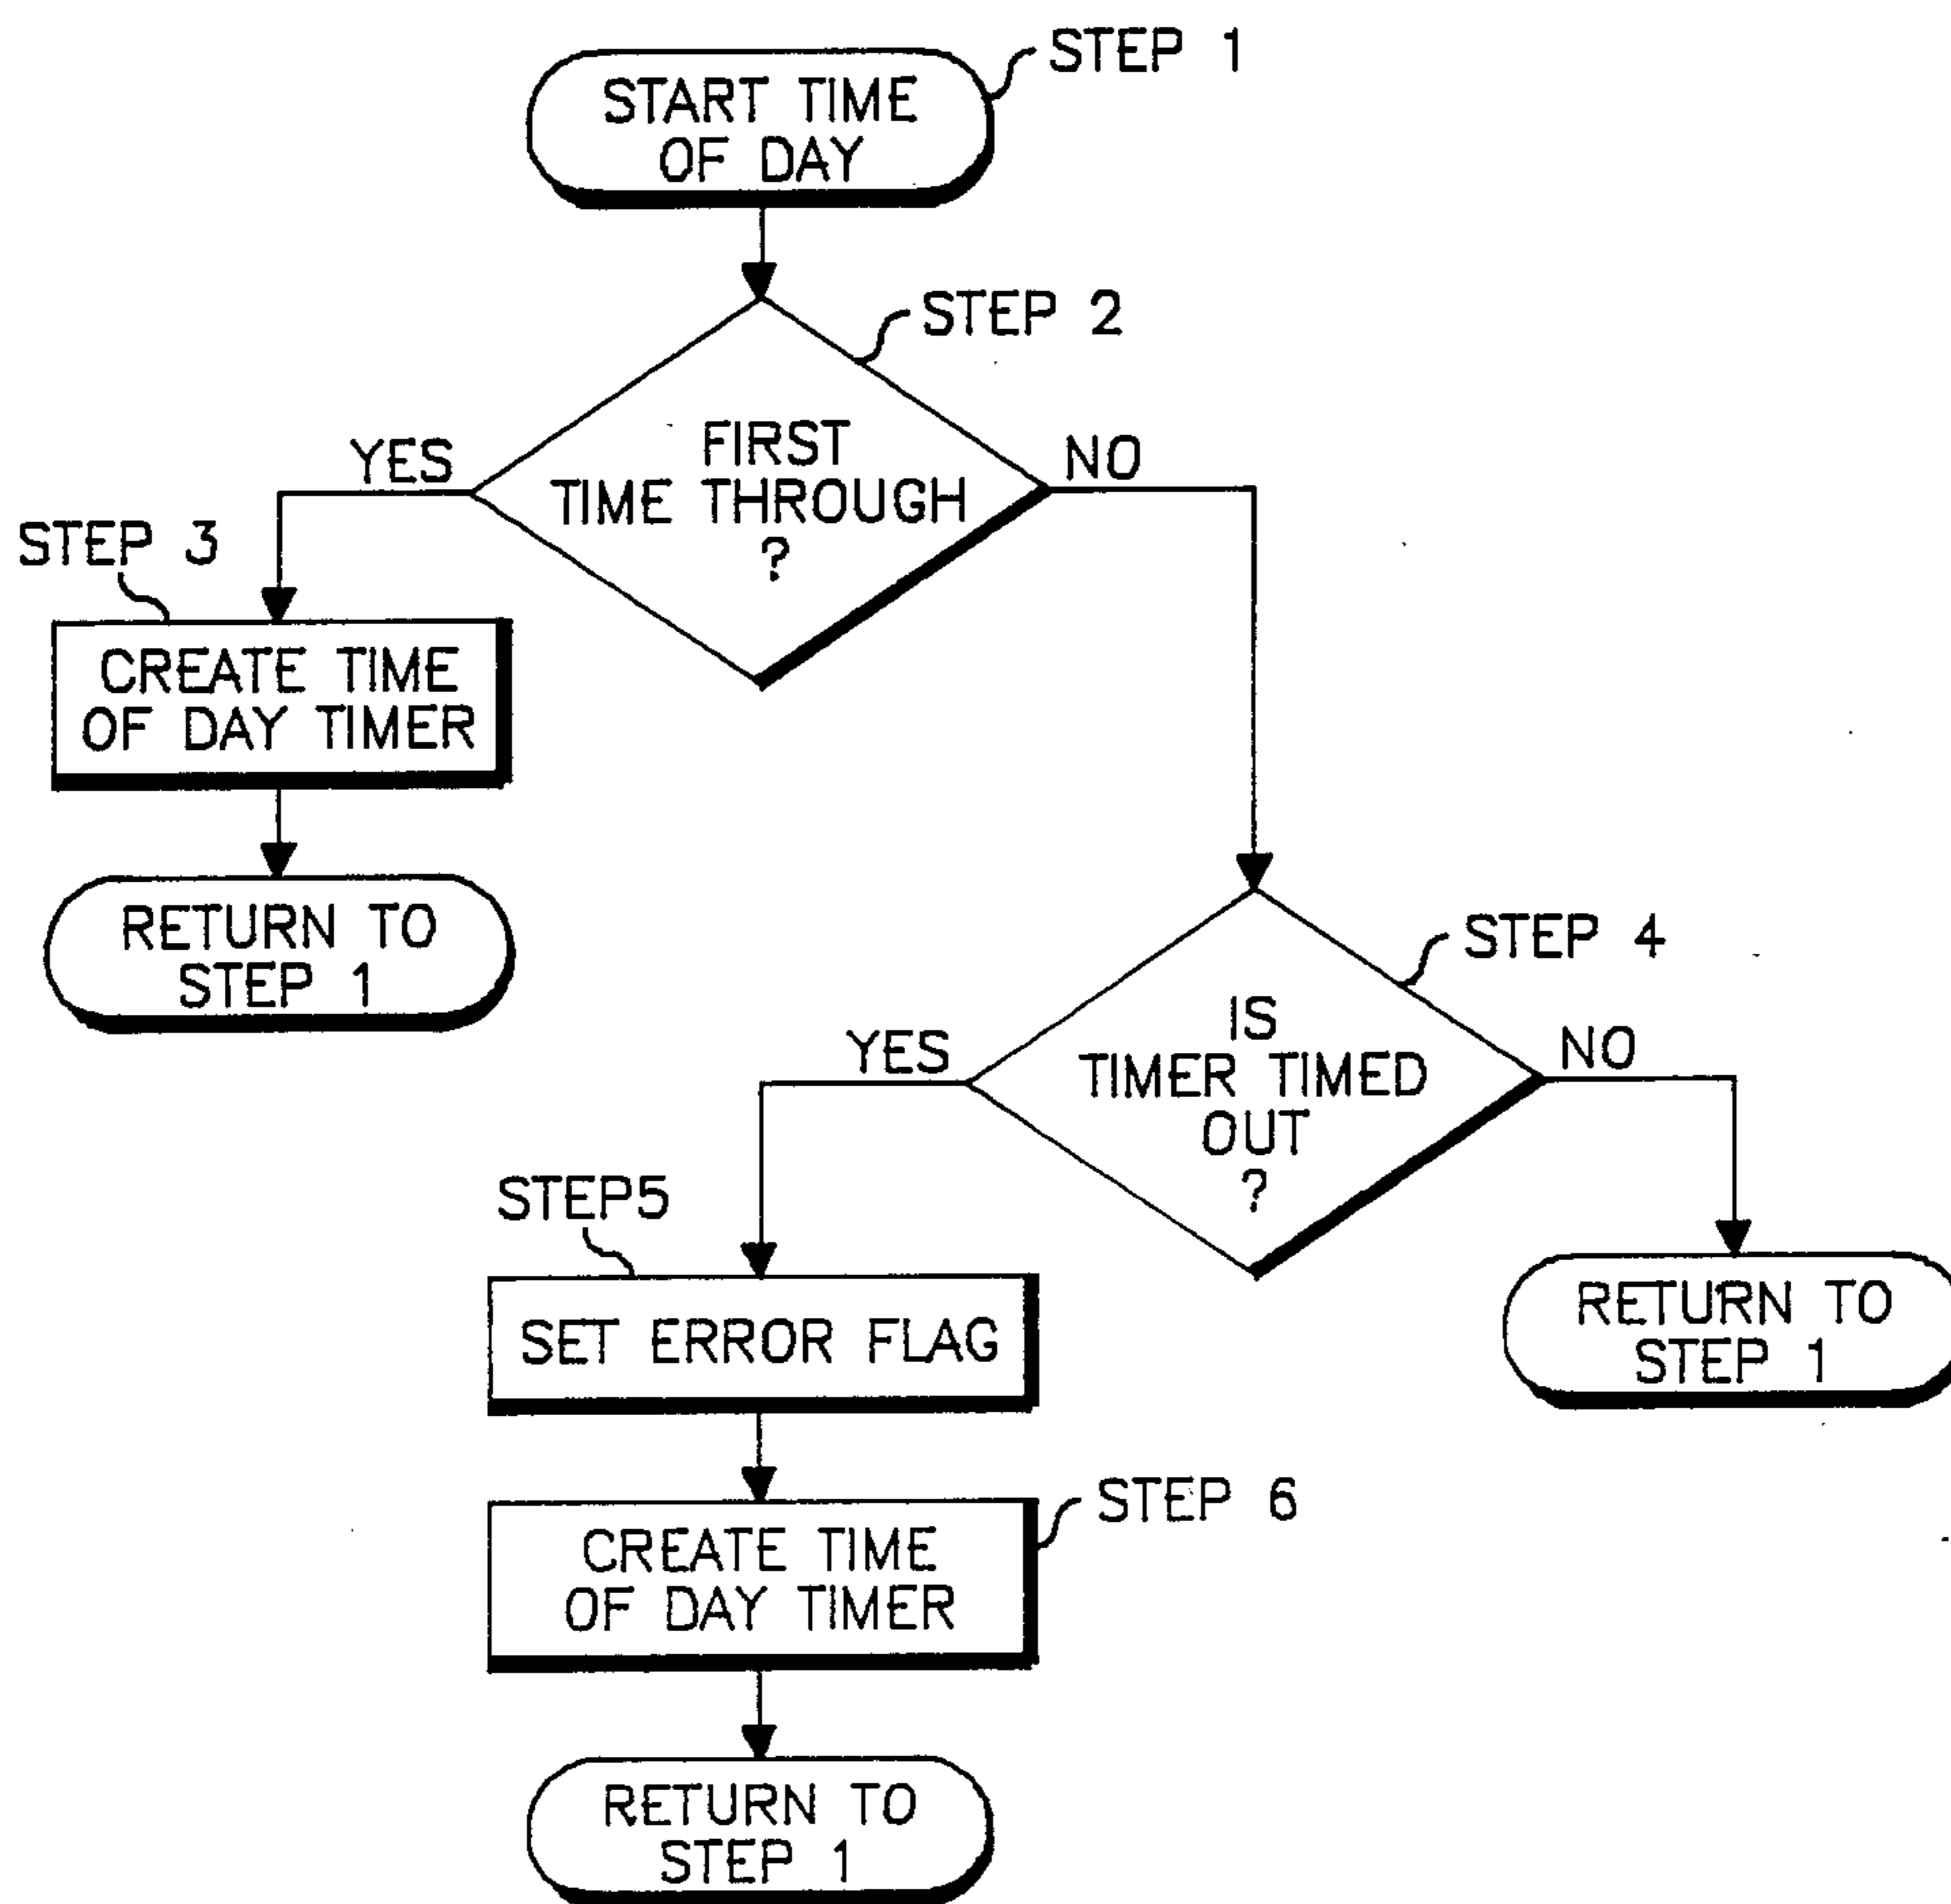 STEP 1
START TIME
OF DAY
STEP 2
FIRST
TIME THROUGH
?
YES
NO
STEP 3
CREATE TIME
OF DAY TIMER
RETURN TO
STEP 1
STEP 4
IS
TIMER TIMED
OUT
?
YES
NO
STEP5
SET ERROR FLAG
RETURN TO
STEP 1
STEP 6
CREATE TIME
OF DAY TIMER
RETURN TO
STEP 1